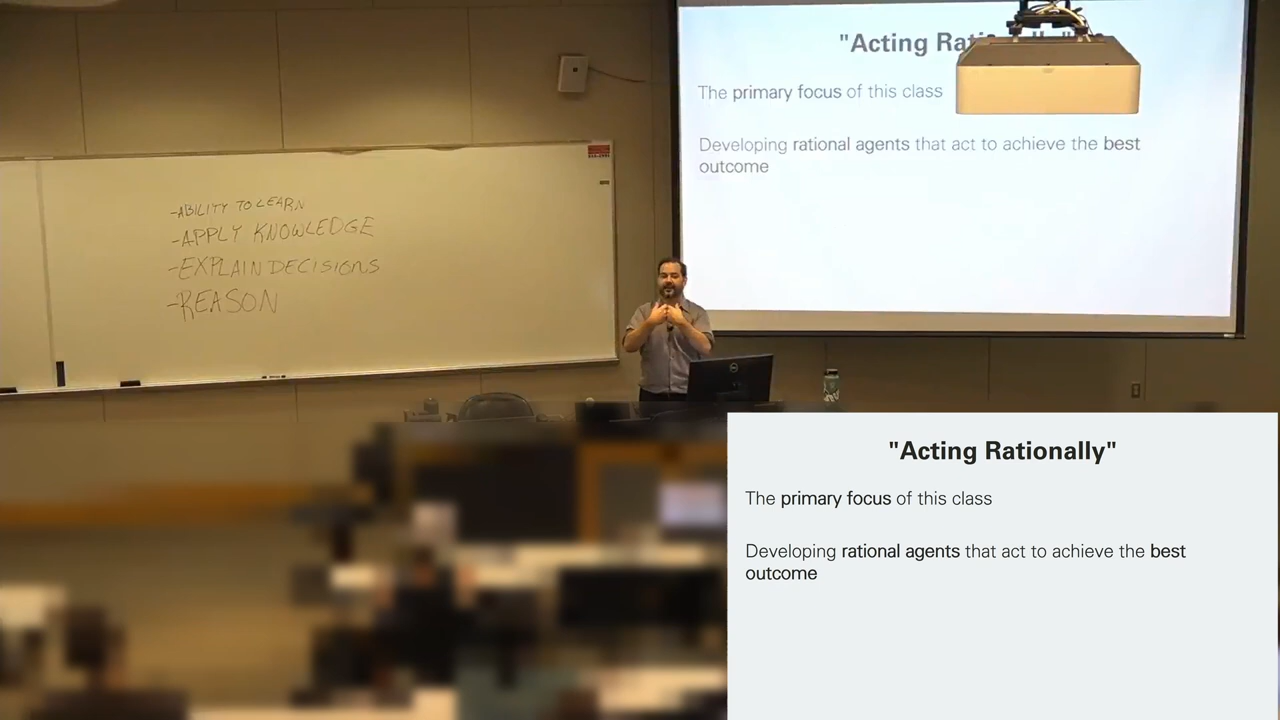 -ABILITY TO LEARN
-APPLY KNOWLEDGE
-EXPLAIN DECISIONS
-REASON
The primary focus of this class
Developing rational agents that act to achieve the best
outcome
DELL
"Acting Rationally"
The primary focus of this class
Developing rational agents that act to achieve the best
outcome